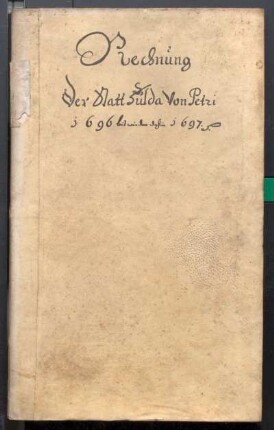 Rechnung
Der Statt Fulda Von Petri
1696 1697